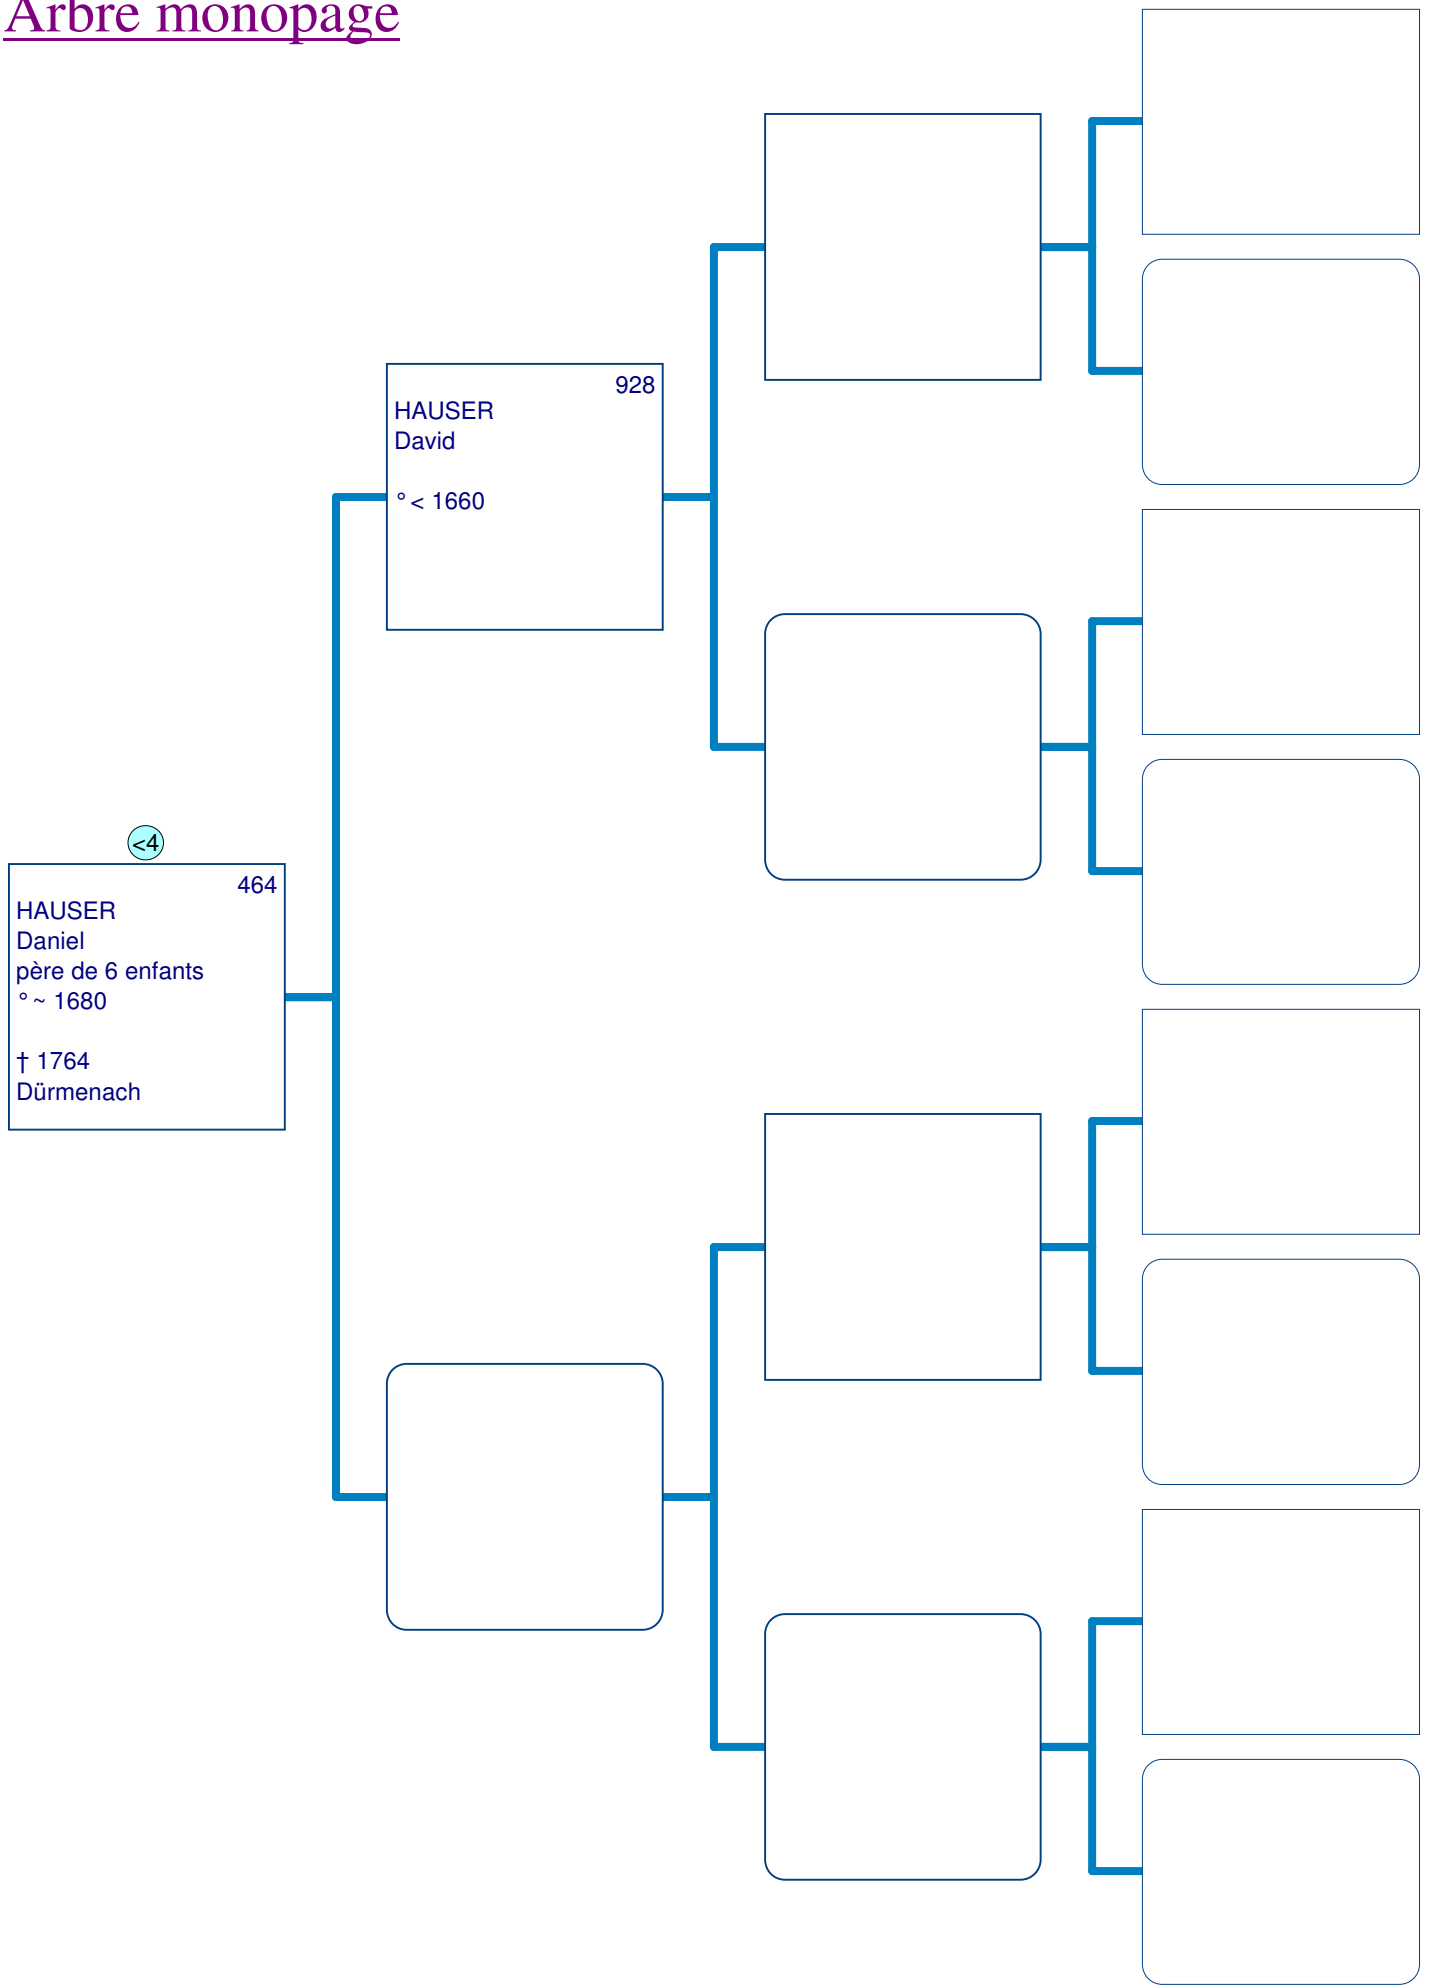 Arbre monopage
928
HAUSER
David
° < 1660
<4
464
HAUSER
Daniel
père de 6 enfants
° ~ 1680
† 1764
Dürmenach